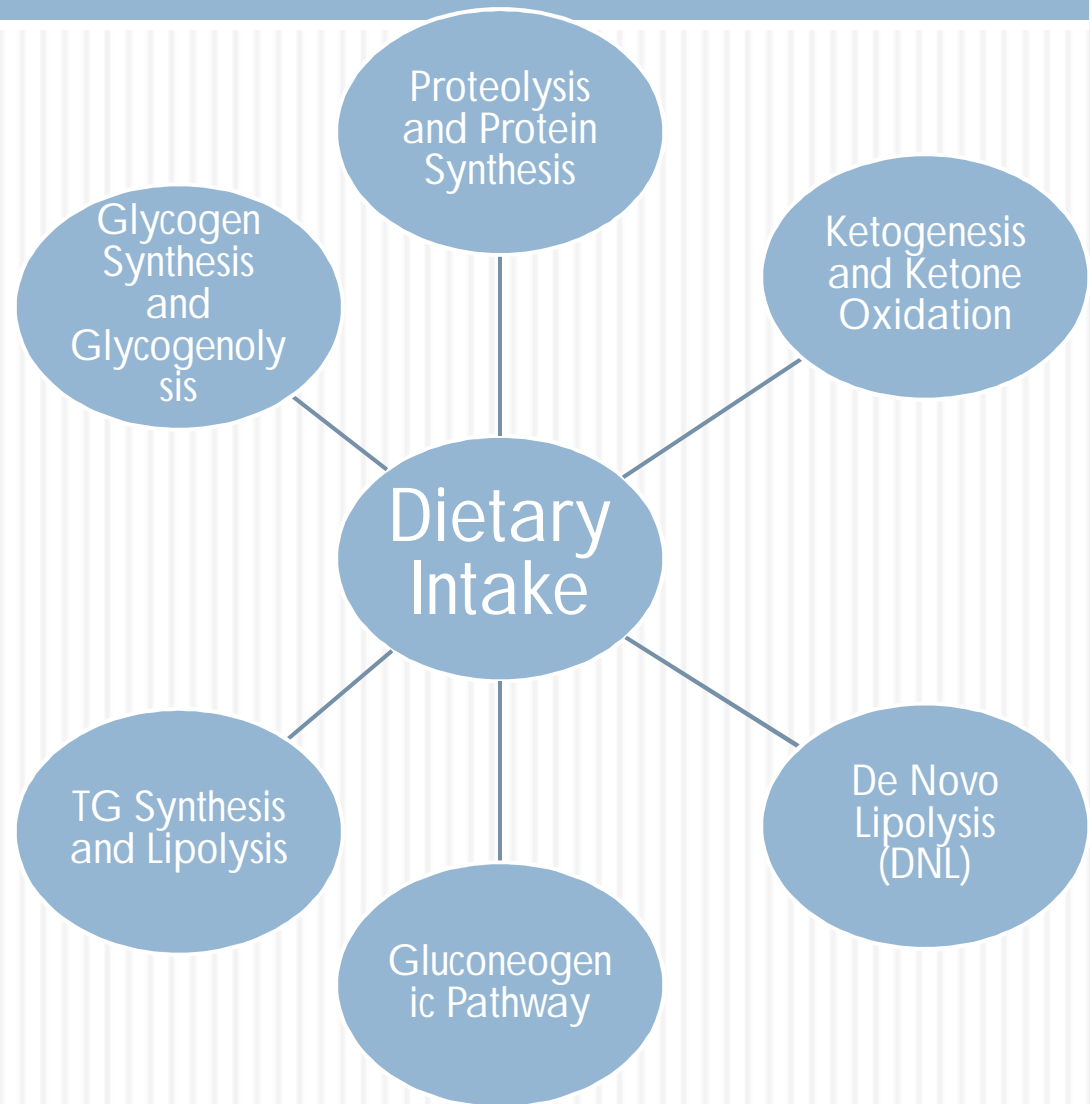 Proteolysis
and Protein
Synthesis
Glycogen
Synthesis
and
Glycogenoly
sis
Ketogenesis
and Ketone
Oxidation
Dietary
Intake
TG Synthesis
and Lipolysis
De Novo
Lipolysis
(DNL)
Gluconeogen
ic Pathway